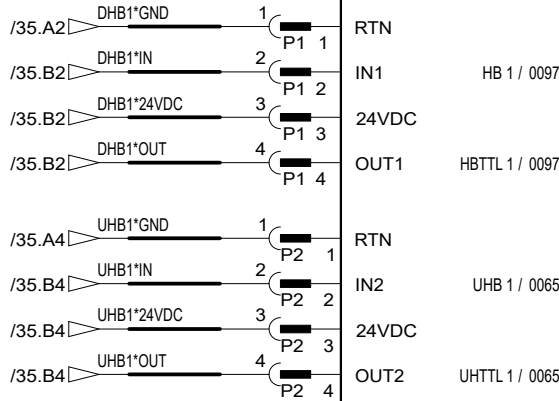 /35.A2 DHB1*GND 1 P1 1 RTN
/35.B2 DHB1*IN 2 P1 2 IN1 HB 1 / 0097
/35.B2 DHB1*24VDC 3 P1 3 24VDC
/35.B2 DHB1*OUT 4 P1 4 OUT1 HBTTL 1 / 0097
/35.A4 UHB1*GND 1 P2 1 RTN
/35.B4 UHB1*IN 2 P2 2 IN2 UHB 1 / 0065
/35.B4 UHB1*24VDC 3 P2 3 24VDC
/35.B4 UHB1*OUT 4 P2 4 OUT2 UHTTL 1 / 0065